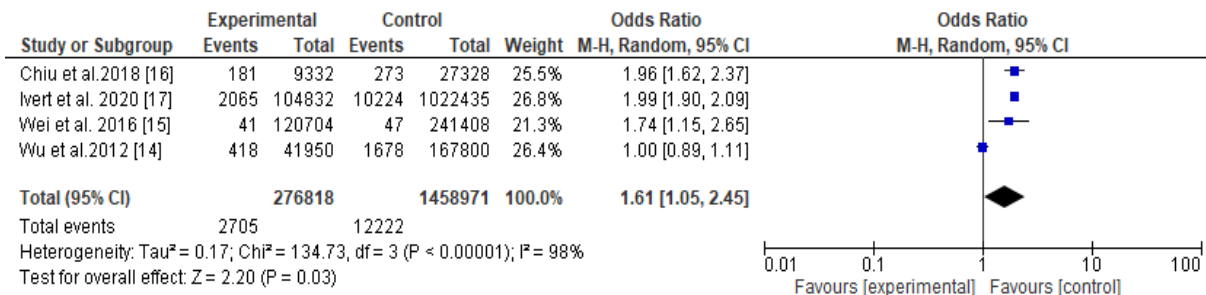 Experimental Control Odds Ratio Odds Ratio
Study or Subgroup Events Total Events Total Weight M-H, Random, 95% CI M-H, Random, 95% CI
Chiu et al.2018 [16] 181 9332 273 27328 25.5% 1.96 [1.62, 2.37]
Ivert et al. 2020 [17] 2065 104832 10224 1022435 26.8% 1.99 [1.90, 2.09]
Wei et al. 2016 [15] 41 120704 47 241408 21.3% 1.74 [1.15, 2.65]
Wu et al.2012 [14] 418 41950 1678 167800 26.4% 1.00 [0.89, 1.11]
Total (95% CI) 276818 1458971 100.0% 1.61 [1.05, 2.45]
Total events 2705 12222
Heterogeneity: Tau² = 0.17; Chi² = 134.73, df = 3 (P < 0.00001); I² = 98%
Test for overall effect: Z = 2.20 (P = 0.03)
0.01 0.1 1 10 100
Favours [experimental] Favours [control]